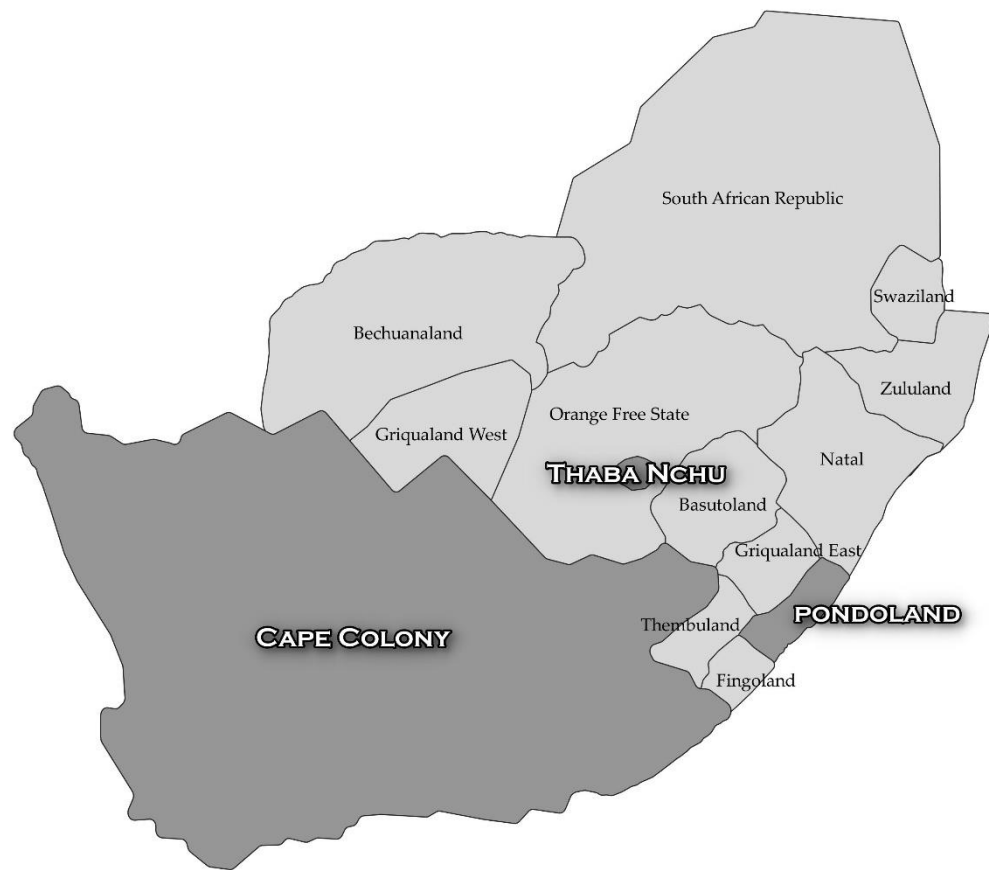 South African Republic
Swaziland
Bechuanaland
Zululand
Orange Free State
Griqualand West
Natal
Thaba Nchu
Basutoland
Griqualand East
PONDOLAND
Thembuland
Cape Colony
Fingoland